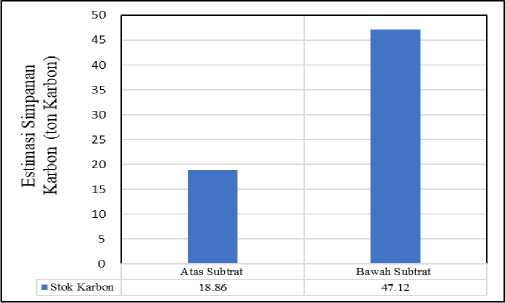 Estimasi Simpanan
Karbon (ton Karbon)
50
45
40
35
30
25
20
15
10
5
0
Atas Subtrat Bawah Subtrat
Stok Karbon 18.86 47.12